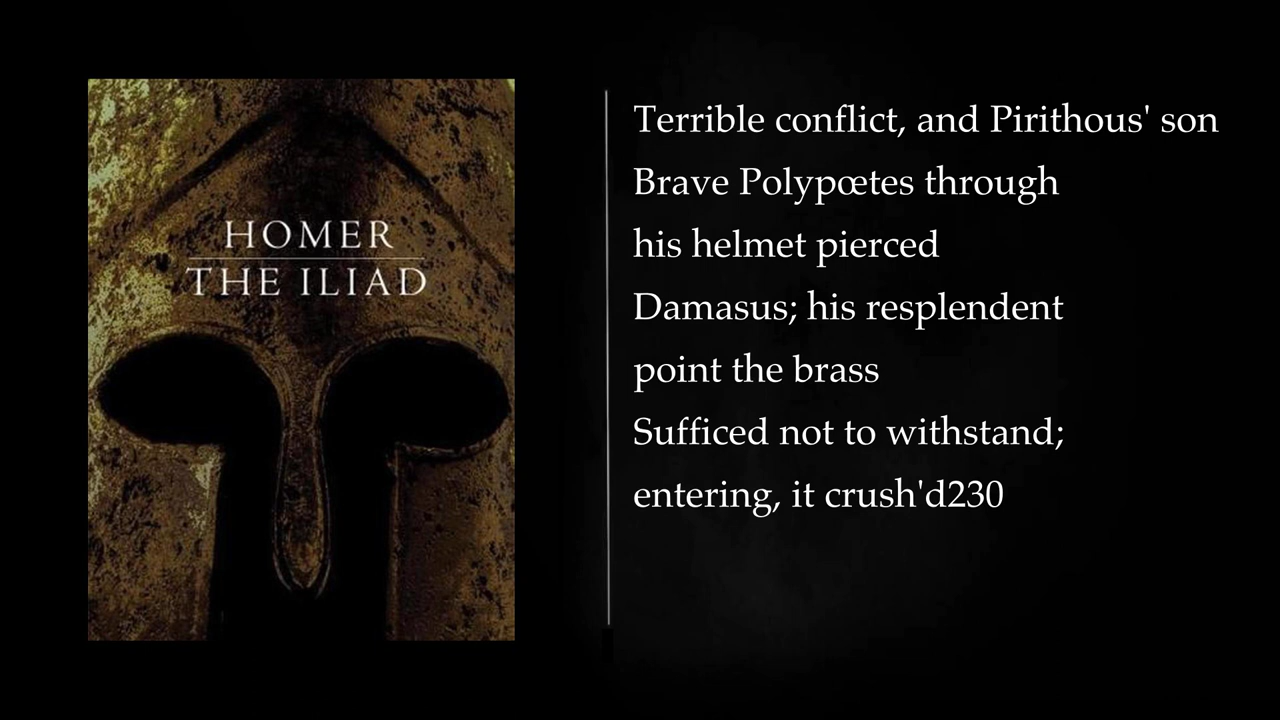 HOMER
THE ILIAD
Terrible conflict, and Pirithous' son
Brave Polypœtes through
his helmet pierced
Damasus; his resplendent
point the brass
Sufficed not to withstand;
entering, it crush'd230